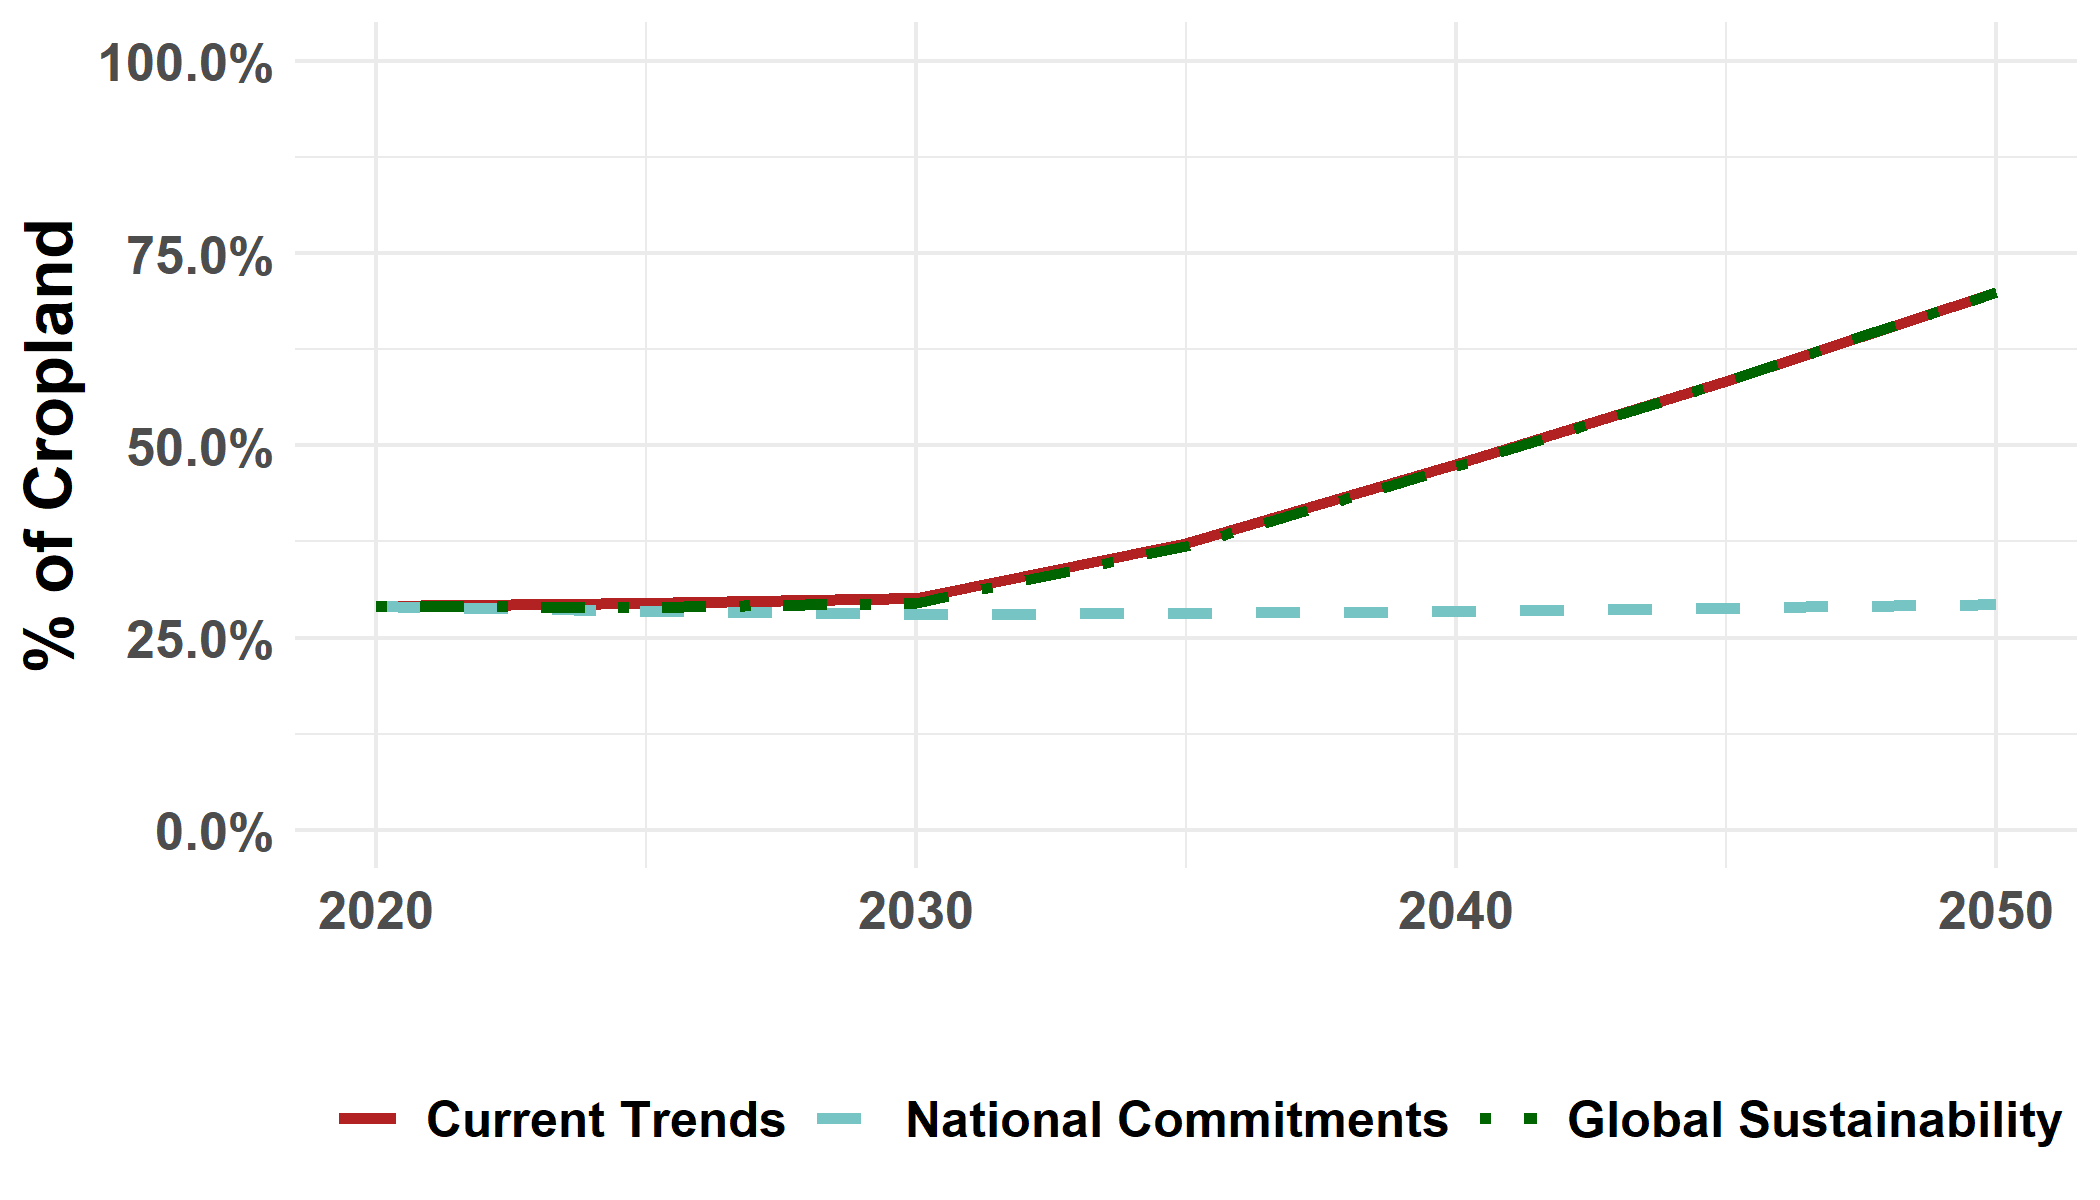 % of Cropland
100.0%
75.0%
50.0%
25.0%
0.0%
2020 2030 2040 2050
Current Trends National Commitments Global Sustainability